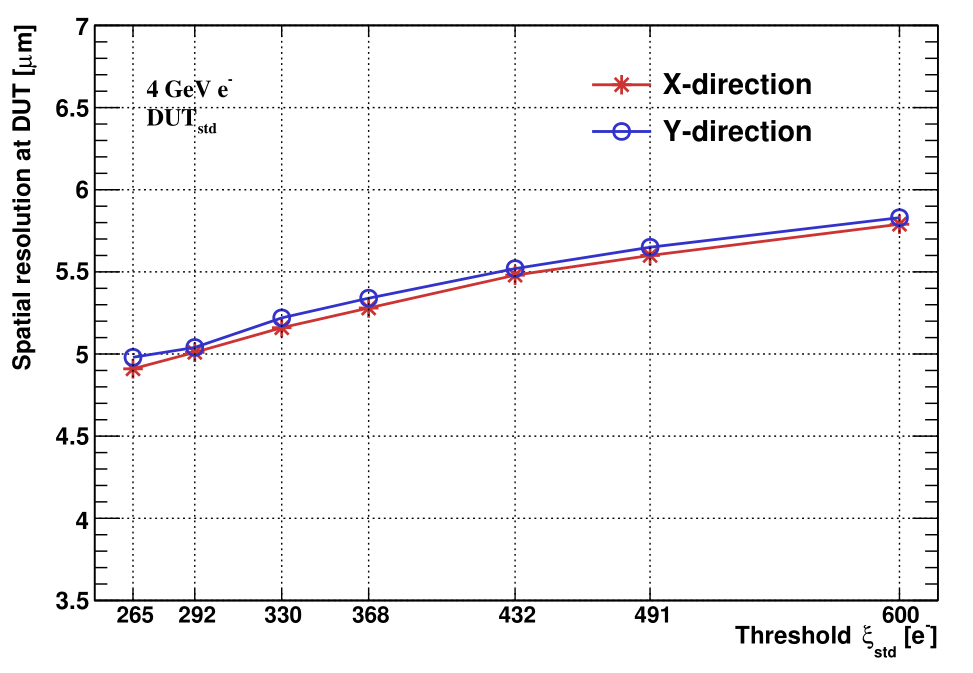 Spatial resolution at DUT [μm]
7
6.5
6
5.5
5
4.5
4
3.5
4 GeV e-
DUTstd
X-direction
Y-direction
265 292 330 368 432 491 600
Threshold ξstd [e-]